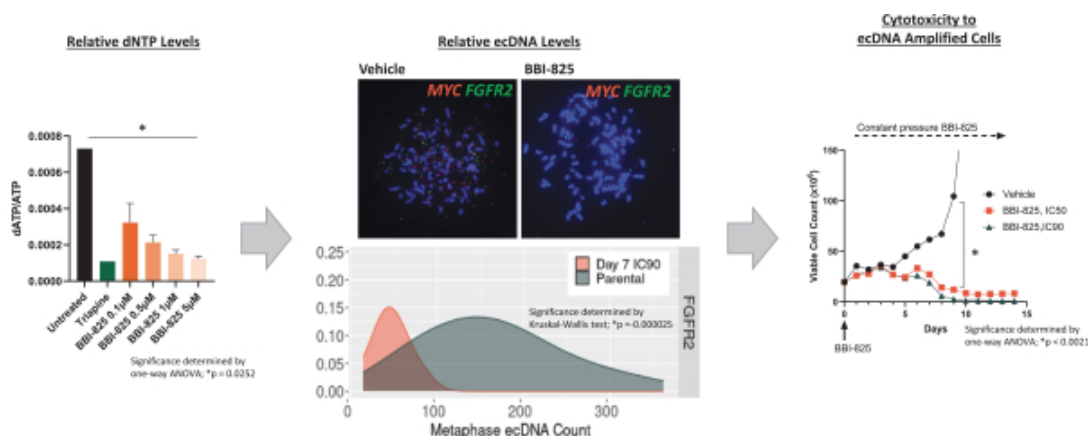 Relative dNTP Levels
dATP/ATP
0.0008
0.0006
0.0004
0.0002
0.0000
*
Untreated
Triapine
BBI-825 0.1µM
BBI-825 0.5µM
BBI-825 1µM
BBI-825 5µM
Significance determined by
one-way ANOVA; *p = 0.0252
Relative ecDNA Levels
Vehicle
BBI-825
MYC FGFR2
MYC FGFR2
0.25
0.20
0.15
0.10
0.05
0.00
Day 7 IC90
Parental
Significance determined by
Kruskal-Wallis test; *p =0.000025
FGFR2
0
100
200
300
Metaphase ecDNA Count
Cytotoxicity to
ecDNA Amplified Cells
Constant pressure BBI-825
Viable Cell Count (x10⁶)
150
100
50
0
Vehicle
BBI-825, IC50
BBI-825,IC90
*
0
5
10
15
Days
BBI-825
Significance determined by
one-way ANOVA; *p < 0.0021